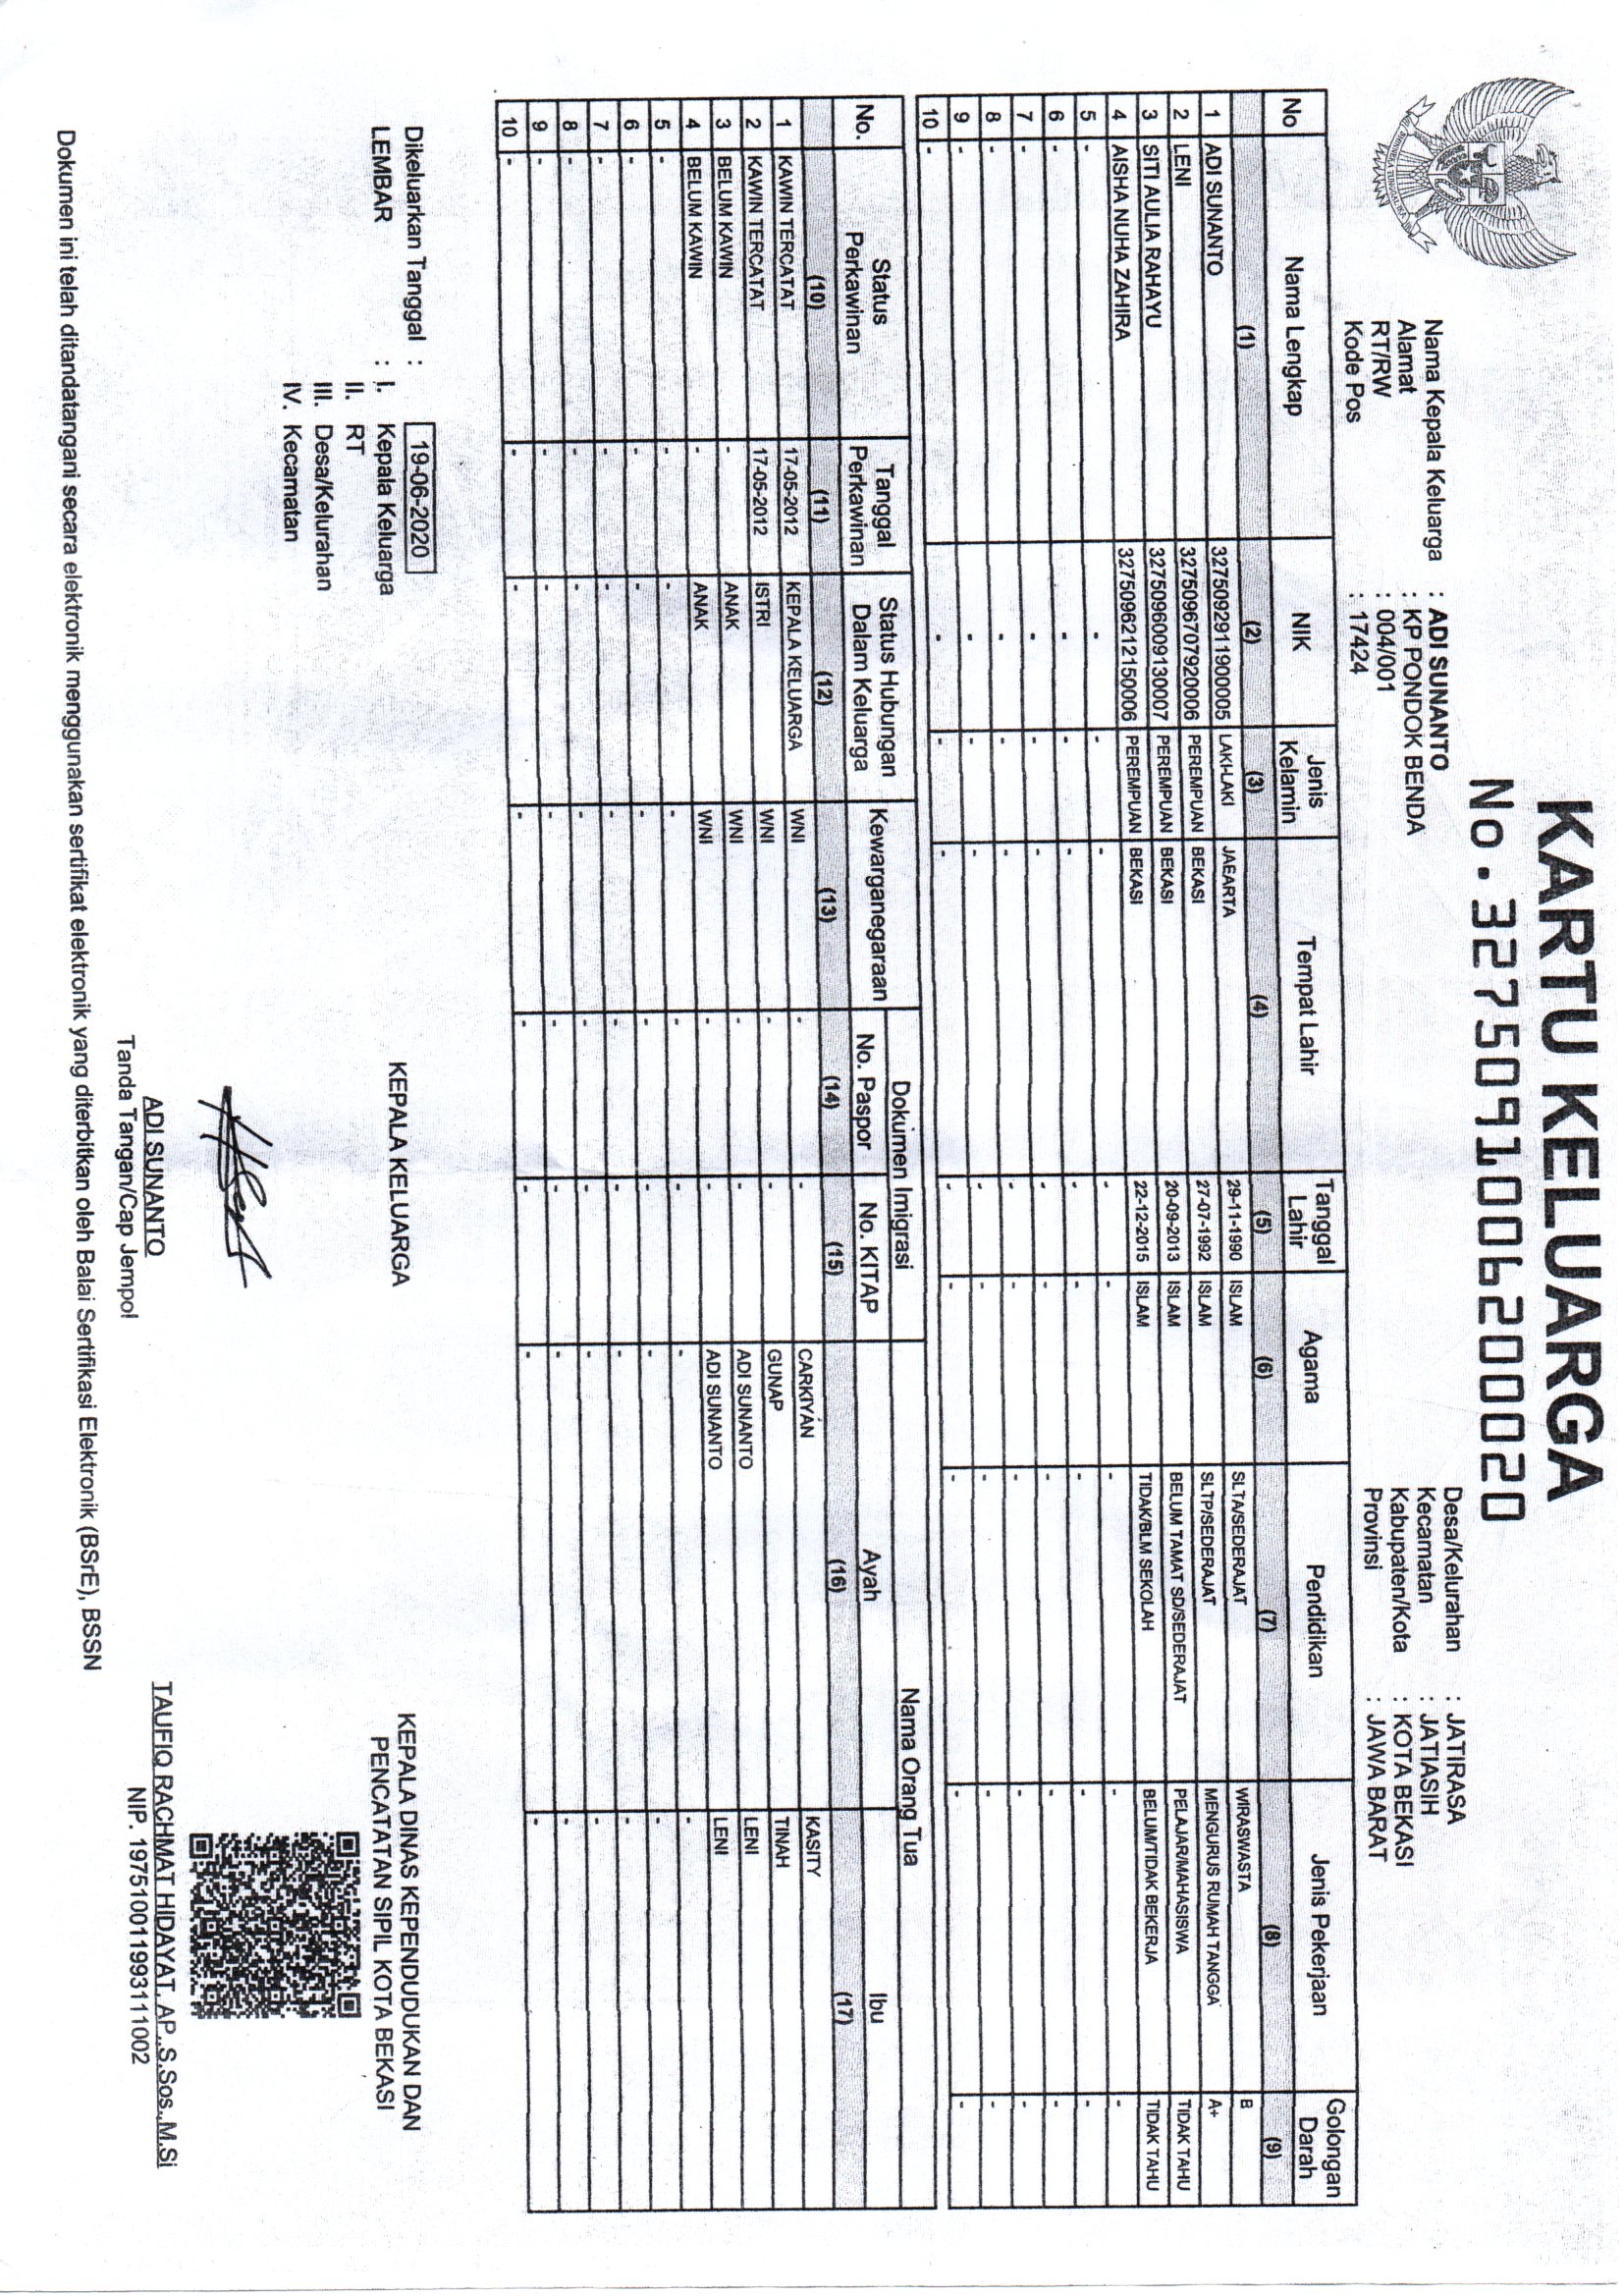 KARTU KELUARGA
No.3275091006200020
Nama Kepala Keluarga : ADI SUNANTO
Alamat : KP PONDOK BENDA
RT/RW : 004/001
Kode Pos : 17424
Desa/Kelurahan : JATIRASA
Kecamatan : JATIASIH
Kabupaten/Kota : KOTA BEKASI
Provinsi : JAWA BARAT
BHINNEKA TUNGGAL IKA
No Nama Lengkap NIK Jenis Kelamin Tempat Lahir Tanggal Lahir Agama Pendidikan Jenis Pekerjaan Golongan Darah
(1) (2) (3) (4) (5) (6) (7) (8) (9)
1 ADI SUNANTO 3275092911900005 LAKI-LAKI JAEARTA 29-11-1990 ISLAM SLTA/SEDERAJAT WIRASWASTA B
2 LENI 3275096707920006 PEREMPUAN BEKASI 27-07-1992 ISLAM SLTP/SEDERAJAT MENGURUS RUMAH TANGGA A+
3 SITI AULIA RAHAYU 3275096009130007 PEREMPUAN BEKASI 20-09-2013 ISLAM BELUM TAMAT SD/SEDERAJAT PELAJAR/MAHASISWA TIDAK TAHU
4 AISHA NUHA ZAHIRA 3275096212150006 PEREMPUAN BEKASI 22-12-2015 ISLAM TIDAK/BLM SEKOLAH BELUM/TIDAK BEKERJA TIDAK TAHU
5 - - - - - - - - -
6 - - - - - - - - -
7 - - - - - - - - -
8 - - - - - - - - -
9 - - - - - - - - -
10 - - - - - - - - -
No. Status Perkawinan Tanggal Perkawinan Status Hubungan Dalam Keluarga Kewarganegaraan Dokumen Imigrasi Nama Orang Tua
No. Paspor No. KITAP Ayah Ibu
(10) (11) (12) (13) (14) (15) (16) (17)
1 KAWIN TERCATAT 17-05-2012 KEPALA KELUARGA WNI - - CARKIYAN KASITY
2 KAWIN TERCATAT 17-05-2012 ISTRI WNI - - GUNAP TINAH
3 BELUM KAWIN - ANAK WNI - - ADI SUNANTO LENI
4 BELUM KAWIN - ANAK WNI - - ADI SUNANTO LENI
5 - - - - - - - -
6 - - - - - - - -
7 - - - - - - - -
8 - - - - - - - -
9 - - - - - - - -
10 - - - - - - - -
Dikeluarkan Tanggal : 19-06-2020
LEMBAR : I. Kepala Keluarga
II. RT
III. Desa/Kelurahan
IV. Kecamatan
KEPALA KELUARGA
ADI SUNANTO
Tanda Tangan/Cap Jempol
KEPALA DINAS KEPENDUDUKAN DAN
PENCATATAN SIPIL KOTA BEKASI
TAUFIQ RACHMAT HIDAYAT, AP.,S.Sos.,M.Si
NIP. 197510011993111002
Dokumen ini telah ditandatangani secara elektronik menggunakan sertifikat elektronik yang diterbitkan oleh Balai Sertifikasi Elektronik (BSrE), BSSN